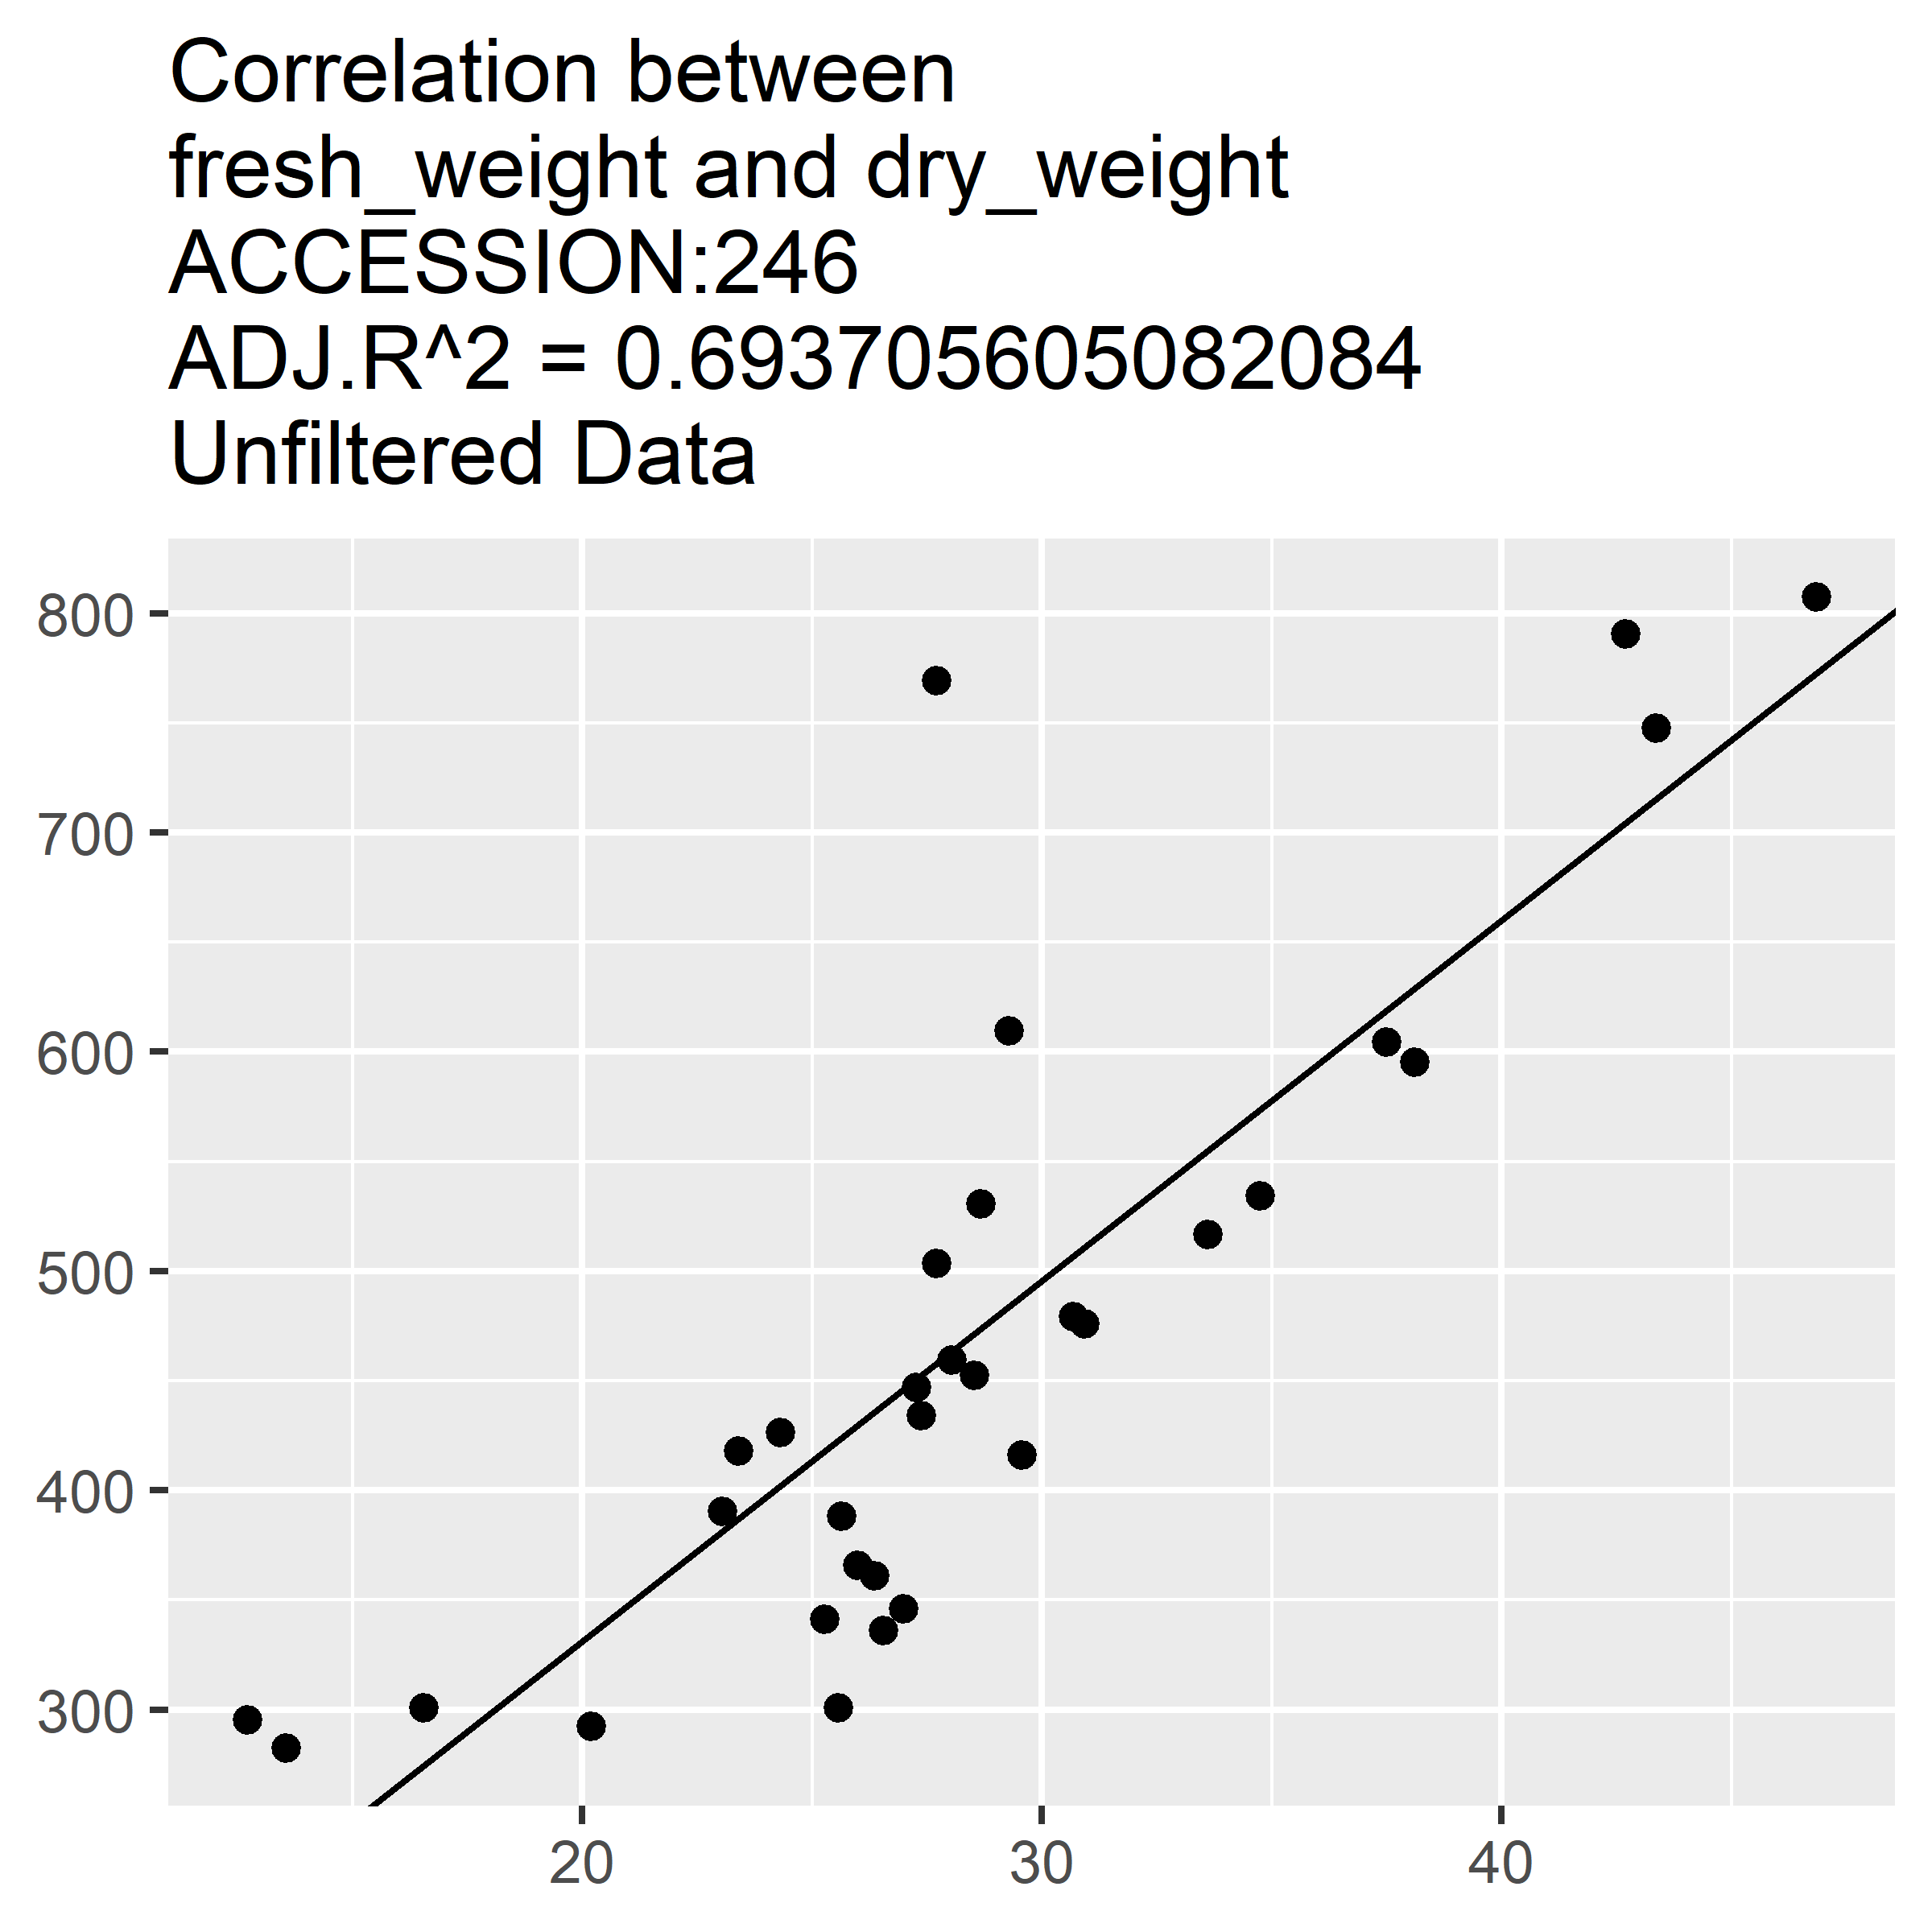 Correlation between
fresh_weight and dry_weight
ACCESSION:246
ADJ.R^2 = 0.693705605082084
Unfiltered Data
800
700
600
500
400
300
20 30 40